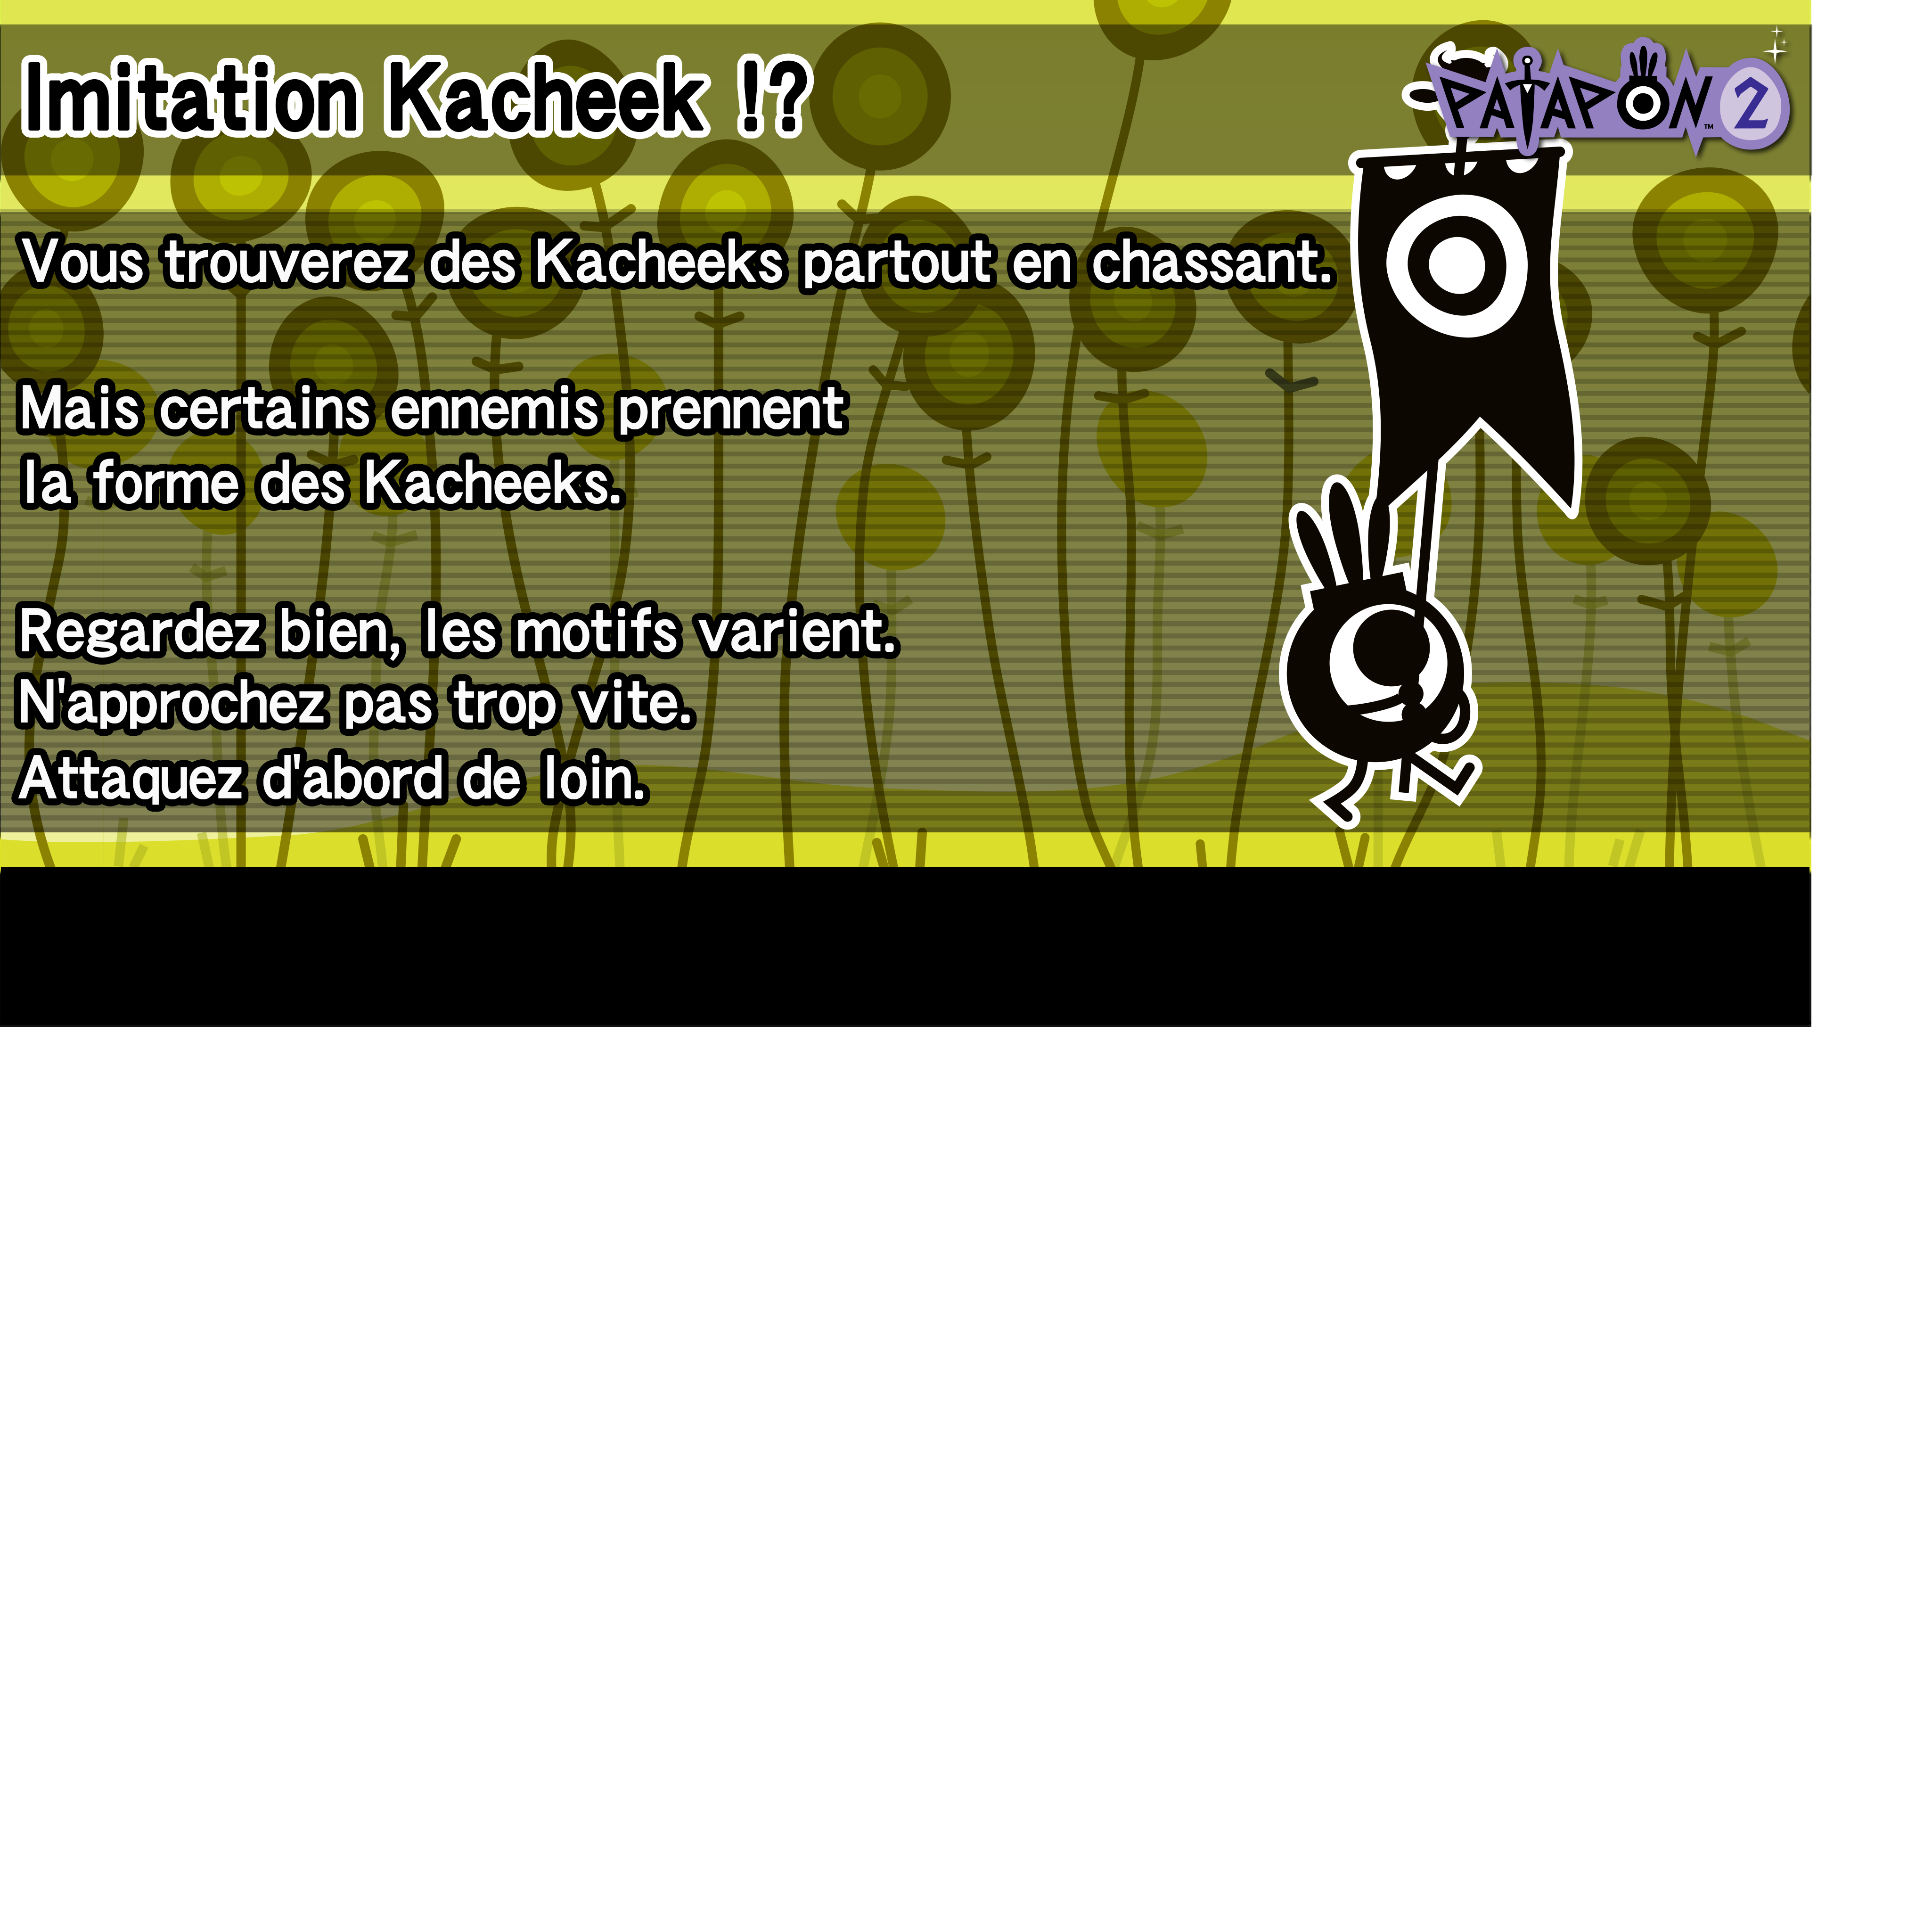 Imitation Kacheek !?
PATAPON™ 2
Vous trouverez des Kacheeks partout en chassant.
Mais certains ennemis prennent
la forme des Kacheeks.
Regardez bien, les motifs varient.
N'approchez pas trop vite.
Attaquez d'abord de loin.